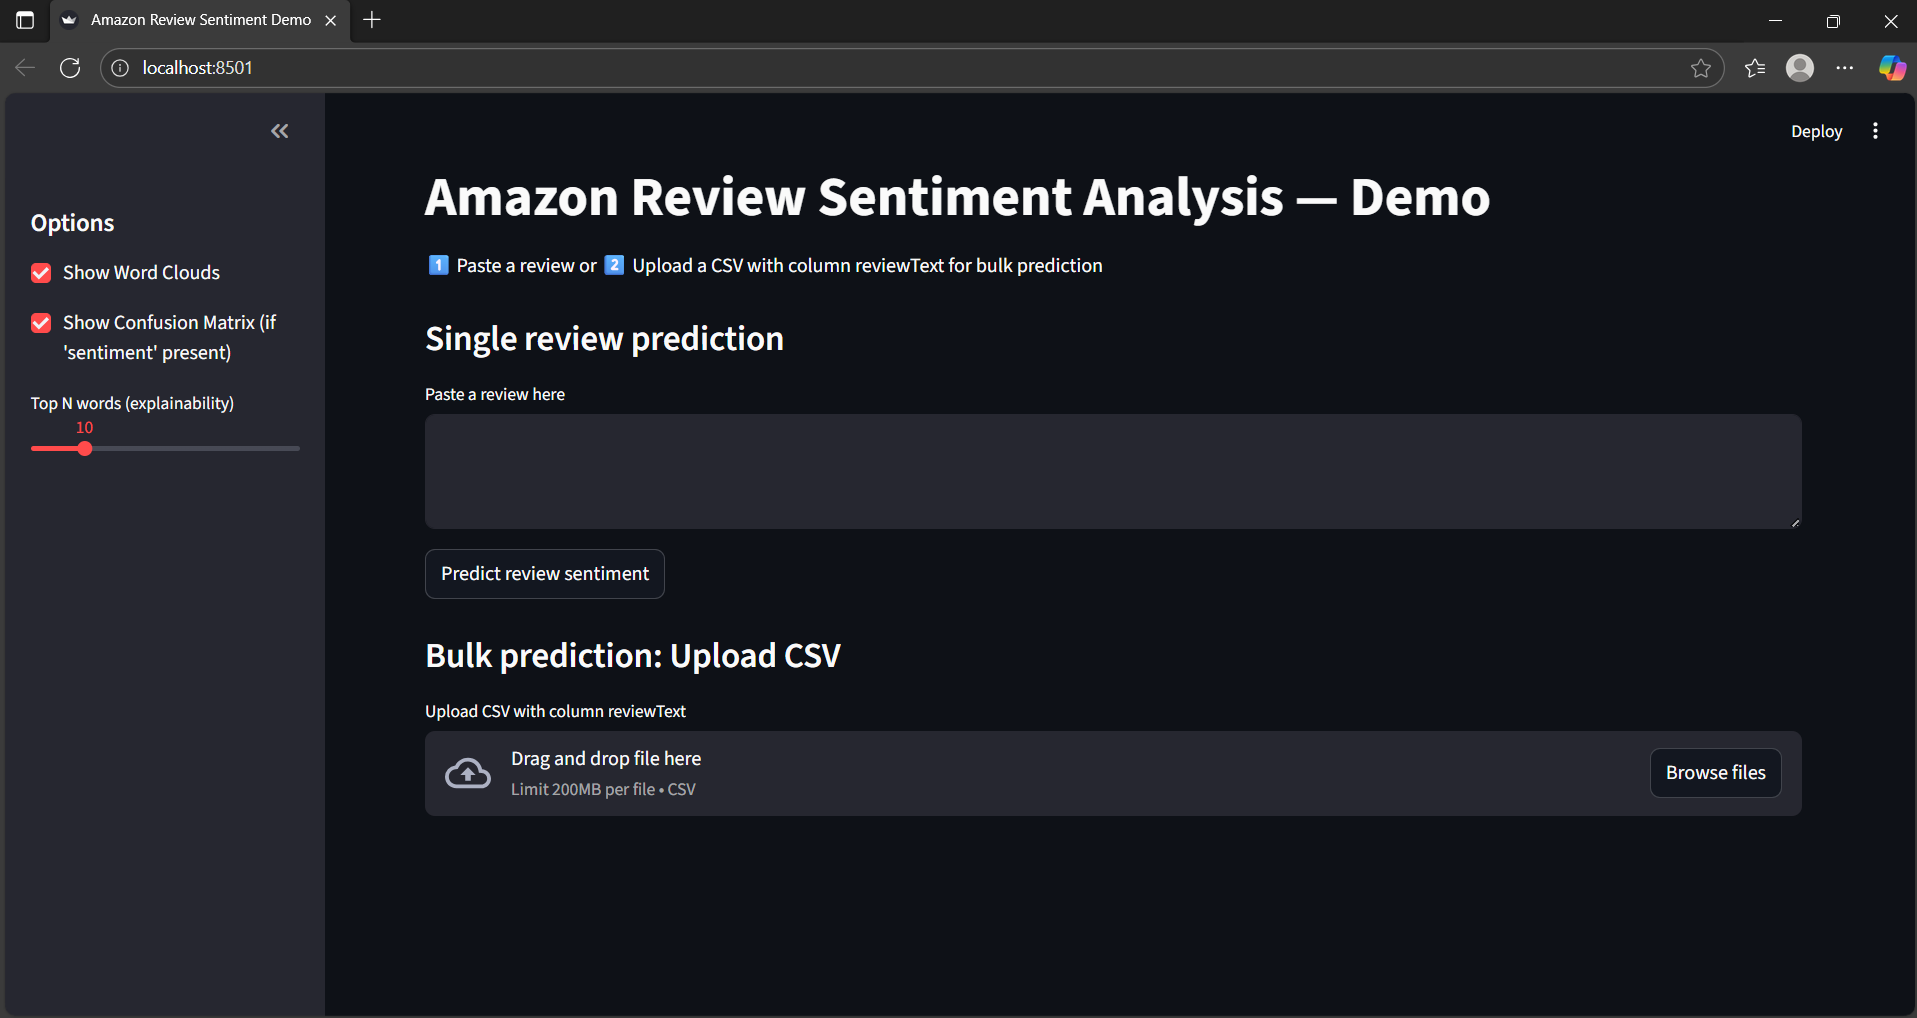 Amazon Review Sentiment Demo
localhost:8501
Deploy
Options
Show Word Clouds
Show Confusion Matrix (if
'sentiment' present)
Top N words (explainability)
10
Amazon Review Sentiment Analysis — Demo
1️⃣ Paste a review or 2️⃣ Upload a CSV with column reviewText for bulk prediction
Single review prediction
Paste a review here
Predict review sentiment
Bulk prediction: Upload CSV
Upload CSV with column reviewText
Drag and drop file here
Limit 200MB per file • CSV
Browse files